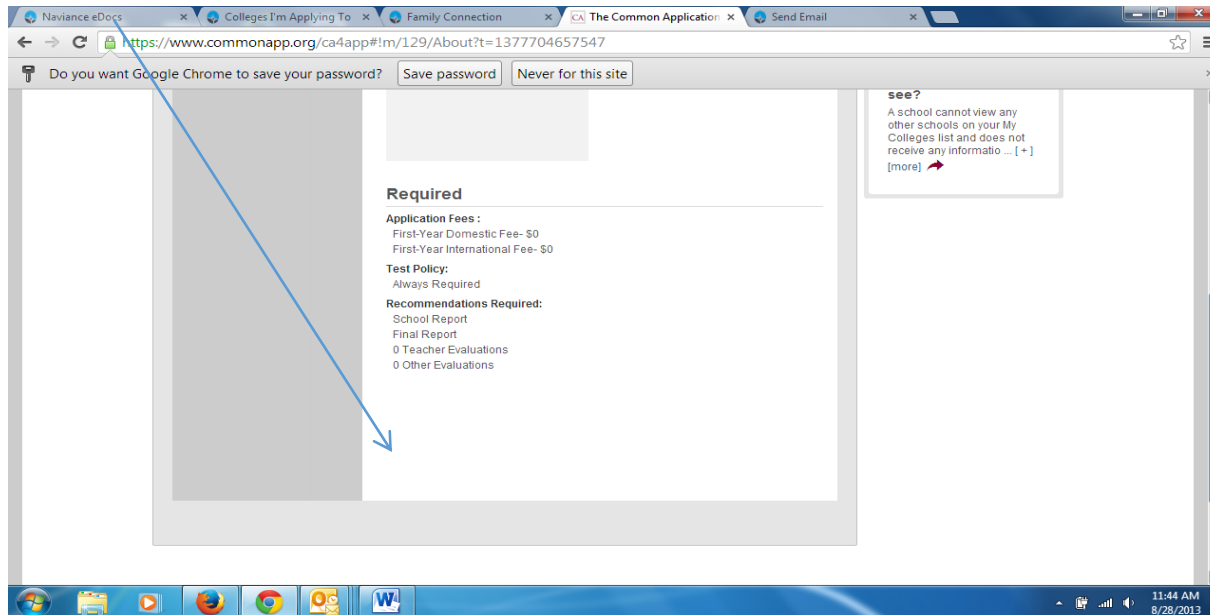 Naviance eDocs
Colleges I'm Applying To
Family Connection
The Common Application
Send Email
https://www.commonapp.org/ca4app#!m/129/About?t=1377704657547
Do you want Google Chrome to save your password? Save password Never for this site
see?
A school cannot view any
other schools on your My
Colleges list and does not
receive any informatio ... [ + ]
[more]
Required
Application Fees :
First-Year Domestic Fee- $0
First-Year International Fee- $0
Test Policy:
Always Required
Recommendations Required:
School Report
Final Report
0 Teacher Evaluations
0 Other Evaluations
11:44 AM
8/28/2013